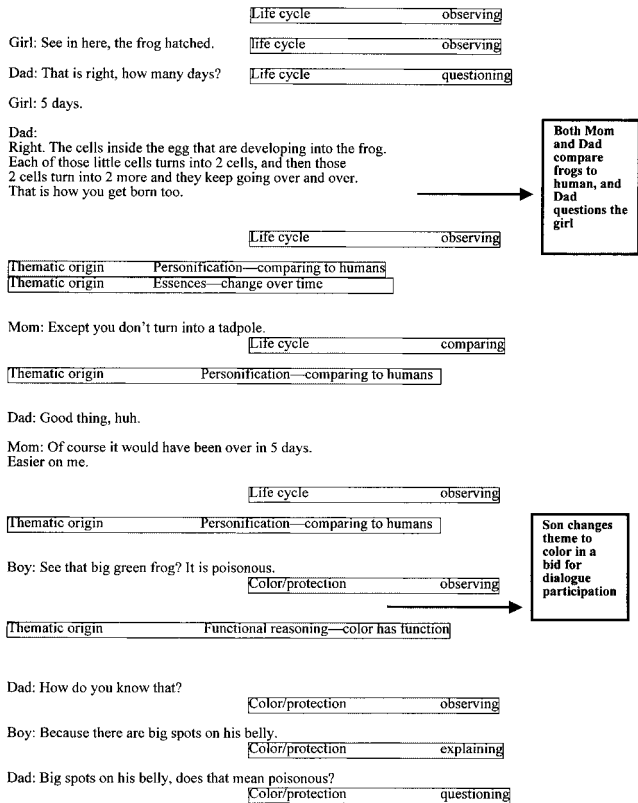 Life cycle observing
Girl: See in here, the frog hatched. life cycle observing
Dad: That is right, how many days? Life cycle questioning
Girl: 5 days.
Dad:
Right. The cells inside the egg that are developing into the frog.
Each of those little cells turns into 2 cells, and then those
2 cells turn into 2 more and they keep going over and over.
That is how you get born too.
Both Mom
and Dad
compare
frogs to
human, and
Dad
questions the
girl
Life cycle observing
Thematic origin Personification—comparing to humans
Thematic origin Essences—change over time
Mom: Except you don't turn into a tadpole.
Life cycle comparing
Thematic origin Personification—comparing to humans
Dad: Good thing, huh.
Mom: Of course it would have been over in 5 days.
Easier on me.
Life cycle observing
Thematic origin Personification—comparing to humans
Son changes
theme to
color in a
bid for
dialogue
participation
Boy: See that big green frog? It is poisonous.
Color/protection observing
Thematic origin Functional reasoning—color has function
Dad: How do you know that?
Color/protection observing
Boy: Because there are big spots on his belly.
Color/protection explaining
Dad: Big spots on his belly, does that mean poisonous?
Color/protection questioning